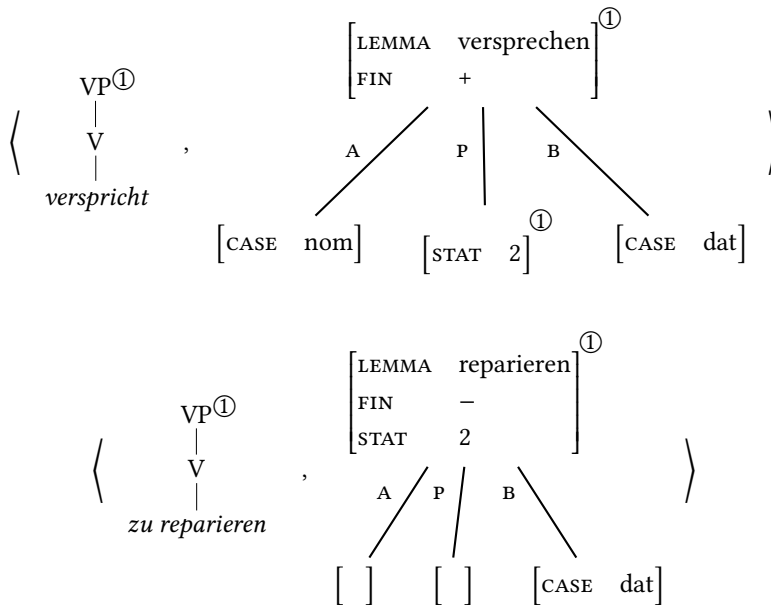 LEMMA versprechen ①
FIN +
VP①
V
verspricht
⟨ , ⟩
A P B
[CASE nom] [STAT 2]① [CASE dat]
LEMMA reparieren ①
FIN −
STAT 2
VP①
V
zu reparieren
⟨ , ⟩
A P B
[ ] [ ] [CASE dat]